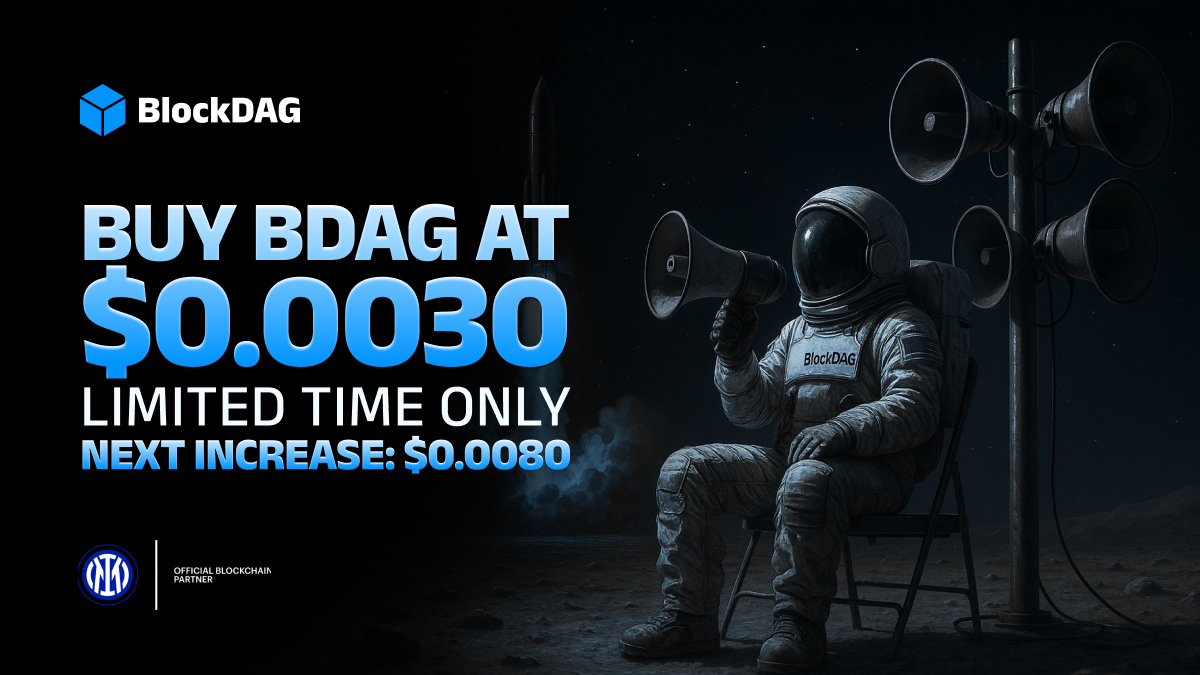 BlockDAG
BUY BDAG AT
$0.0030
LIMITED TIME ONLY
NEXT INCREASE: $0.0080
OFFICIAL BLOCKCHAIN
PARTNER
BlockDAG